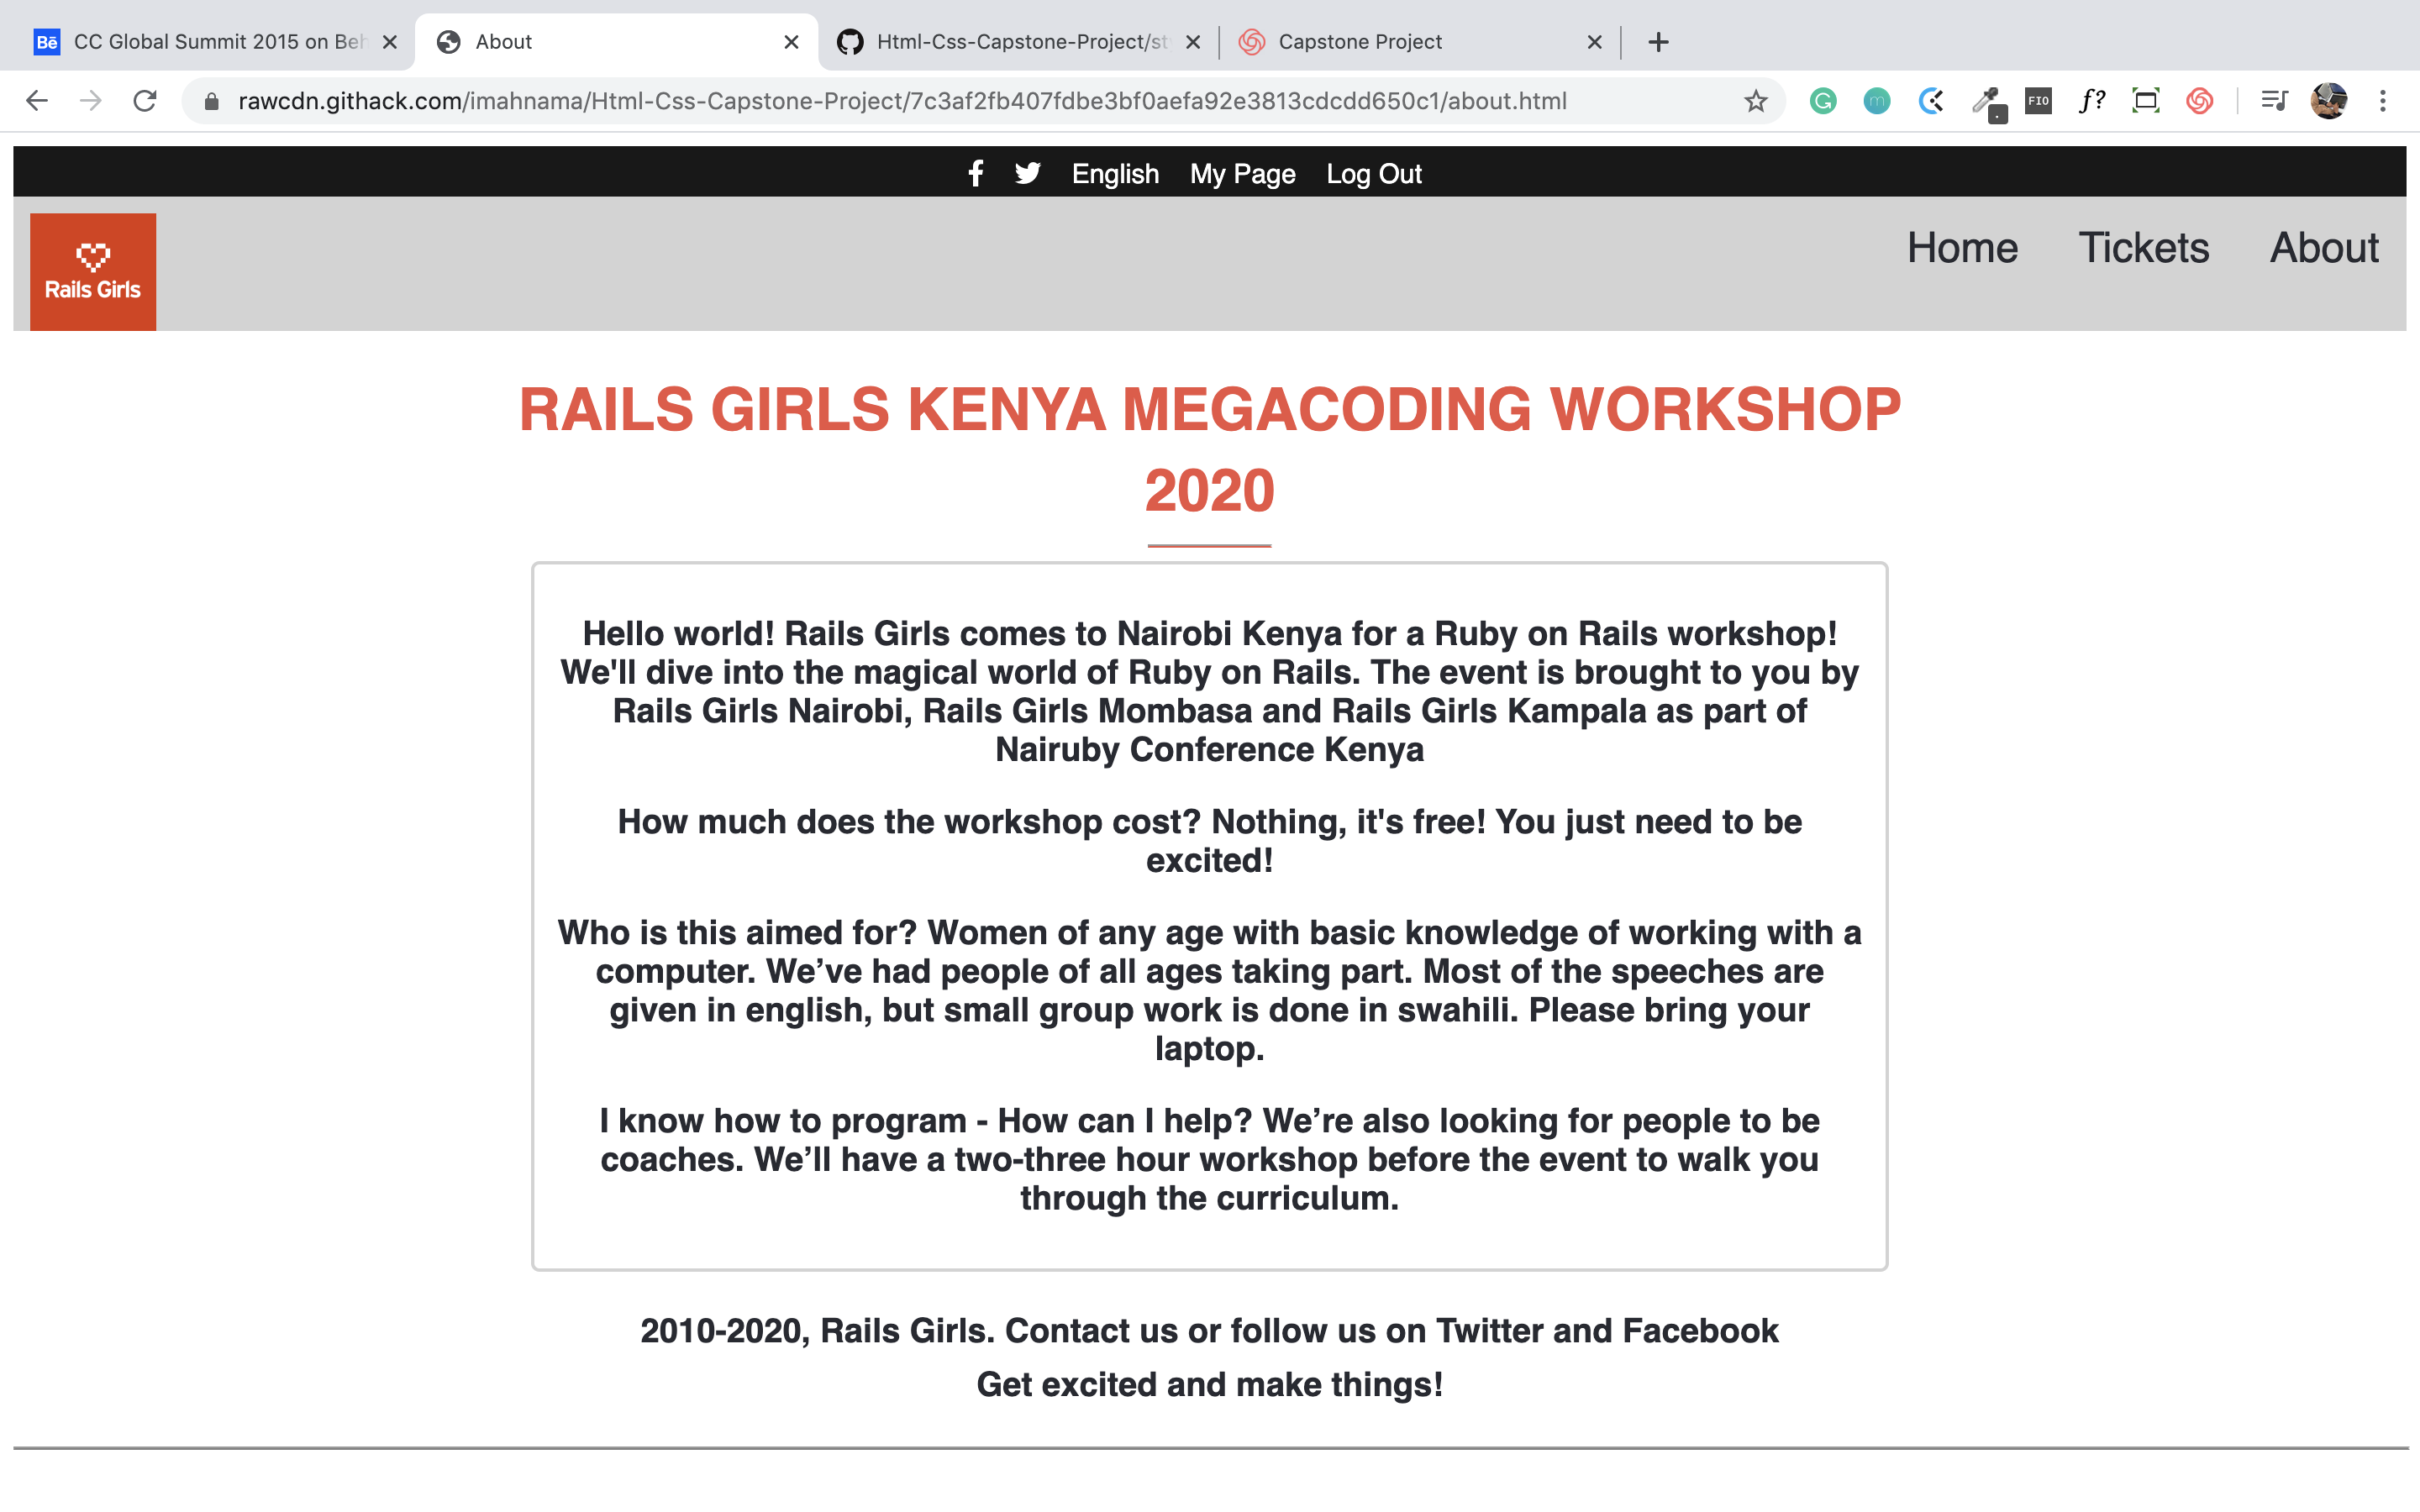 Bē CC Global Summit 2015 on Beh
About
Html-Css-Capstone-Project/st
Capstone Project
rawcdn.githack.com/imahnama/Html-Css-Capstone-Project/7c3af2fb407fdbe3bf0aefa92e3813cdcdd650c1/about.html
G m FIO f?
English My Page Log Out
Rails Girls
Home Tickets About
RAILS GIRLS KENYA MEGACODING WORKSHOP
2020
Hello world! Rails Girls comes to Nairobi Kenya for a Ruby on Rails workshop!
We'll dive into the magical world of Ruby on Rails. The event is brought to you by
Rails Girls Nairobi, Rails Girls Mombasa and Rails Girls Kampala as part of
Nairuby Conference Kenya
How much does the workshop cost? Nothing, it's free! You just need to be
excited!
Who is this aimed for? Women of any age with basic knowledge of working with a
computer. We’ve had people of all ages taking part. Most of the speeches are
given in english, but small group work is done in swahili. Please bring your
laptop.
I know how to program - How can I help? We’re also looking for people to be
coaches. We’ll have a two-three hour workshop before the event to walk you
through the curriculum.
2010-2020, Rails Girls. Contact us or follow us on Twitter and Facebook
Get excited and make things!